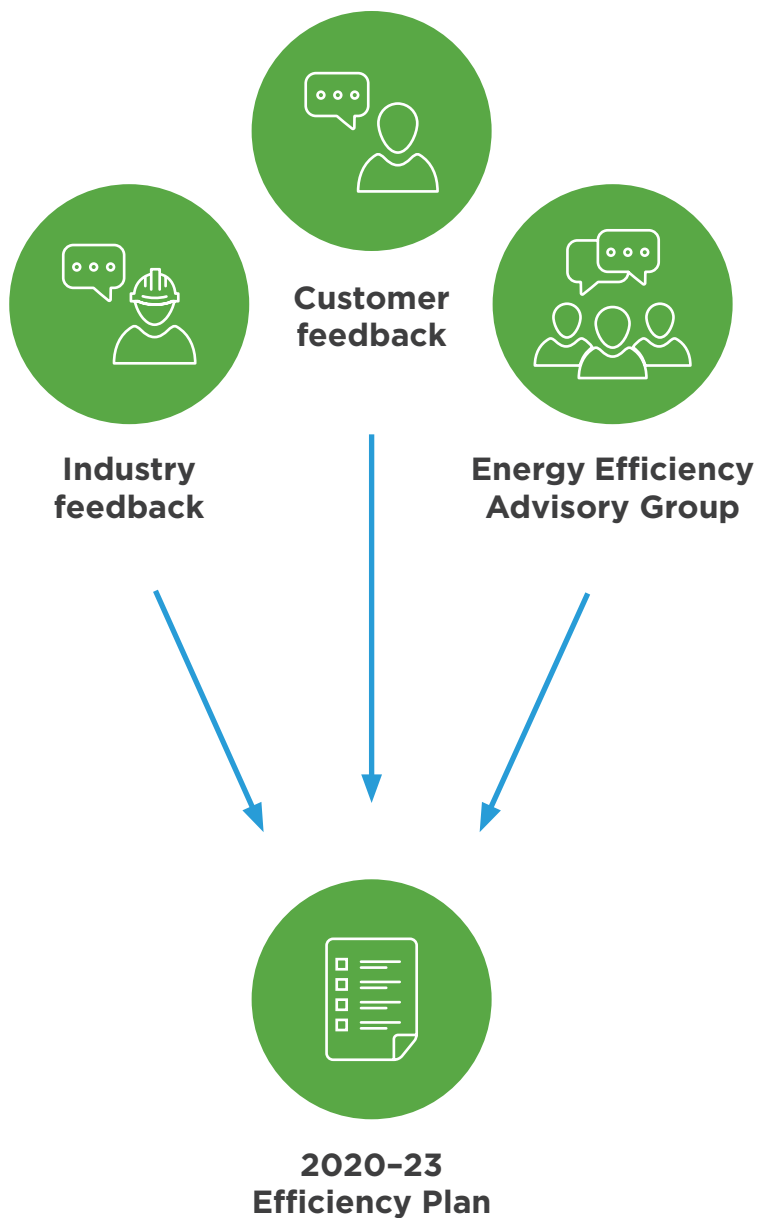 Customer
feedback
Industry
feedback
Energy Efficiency
Advisory Group
2020–23
Efficiency Plan